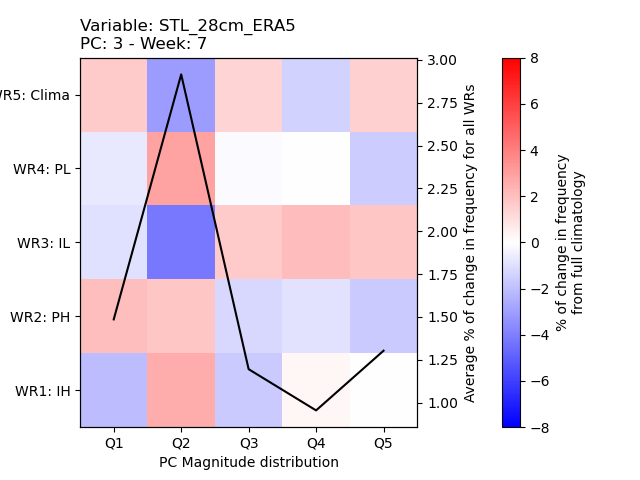 Variable: STL_28cm_ERA5
PC: 3 - Week: 7
WR5: Clima
WR4: PL
WR3: IL
WR2: PH
WR1: IH
Q1 Q2 Q3 Q4 Q5
PC Magnitude distribution
3.00
2.75
2.50
2.25
2.00
1.75
1.50
1.25
1.00
Average % of change in frequency for all WRs
8
6
4
2
0
−2
−4
−6
−8
% of change in frequency
from full climatology